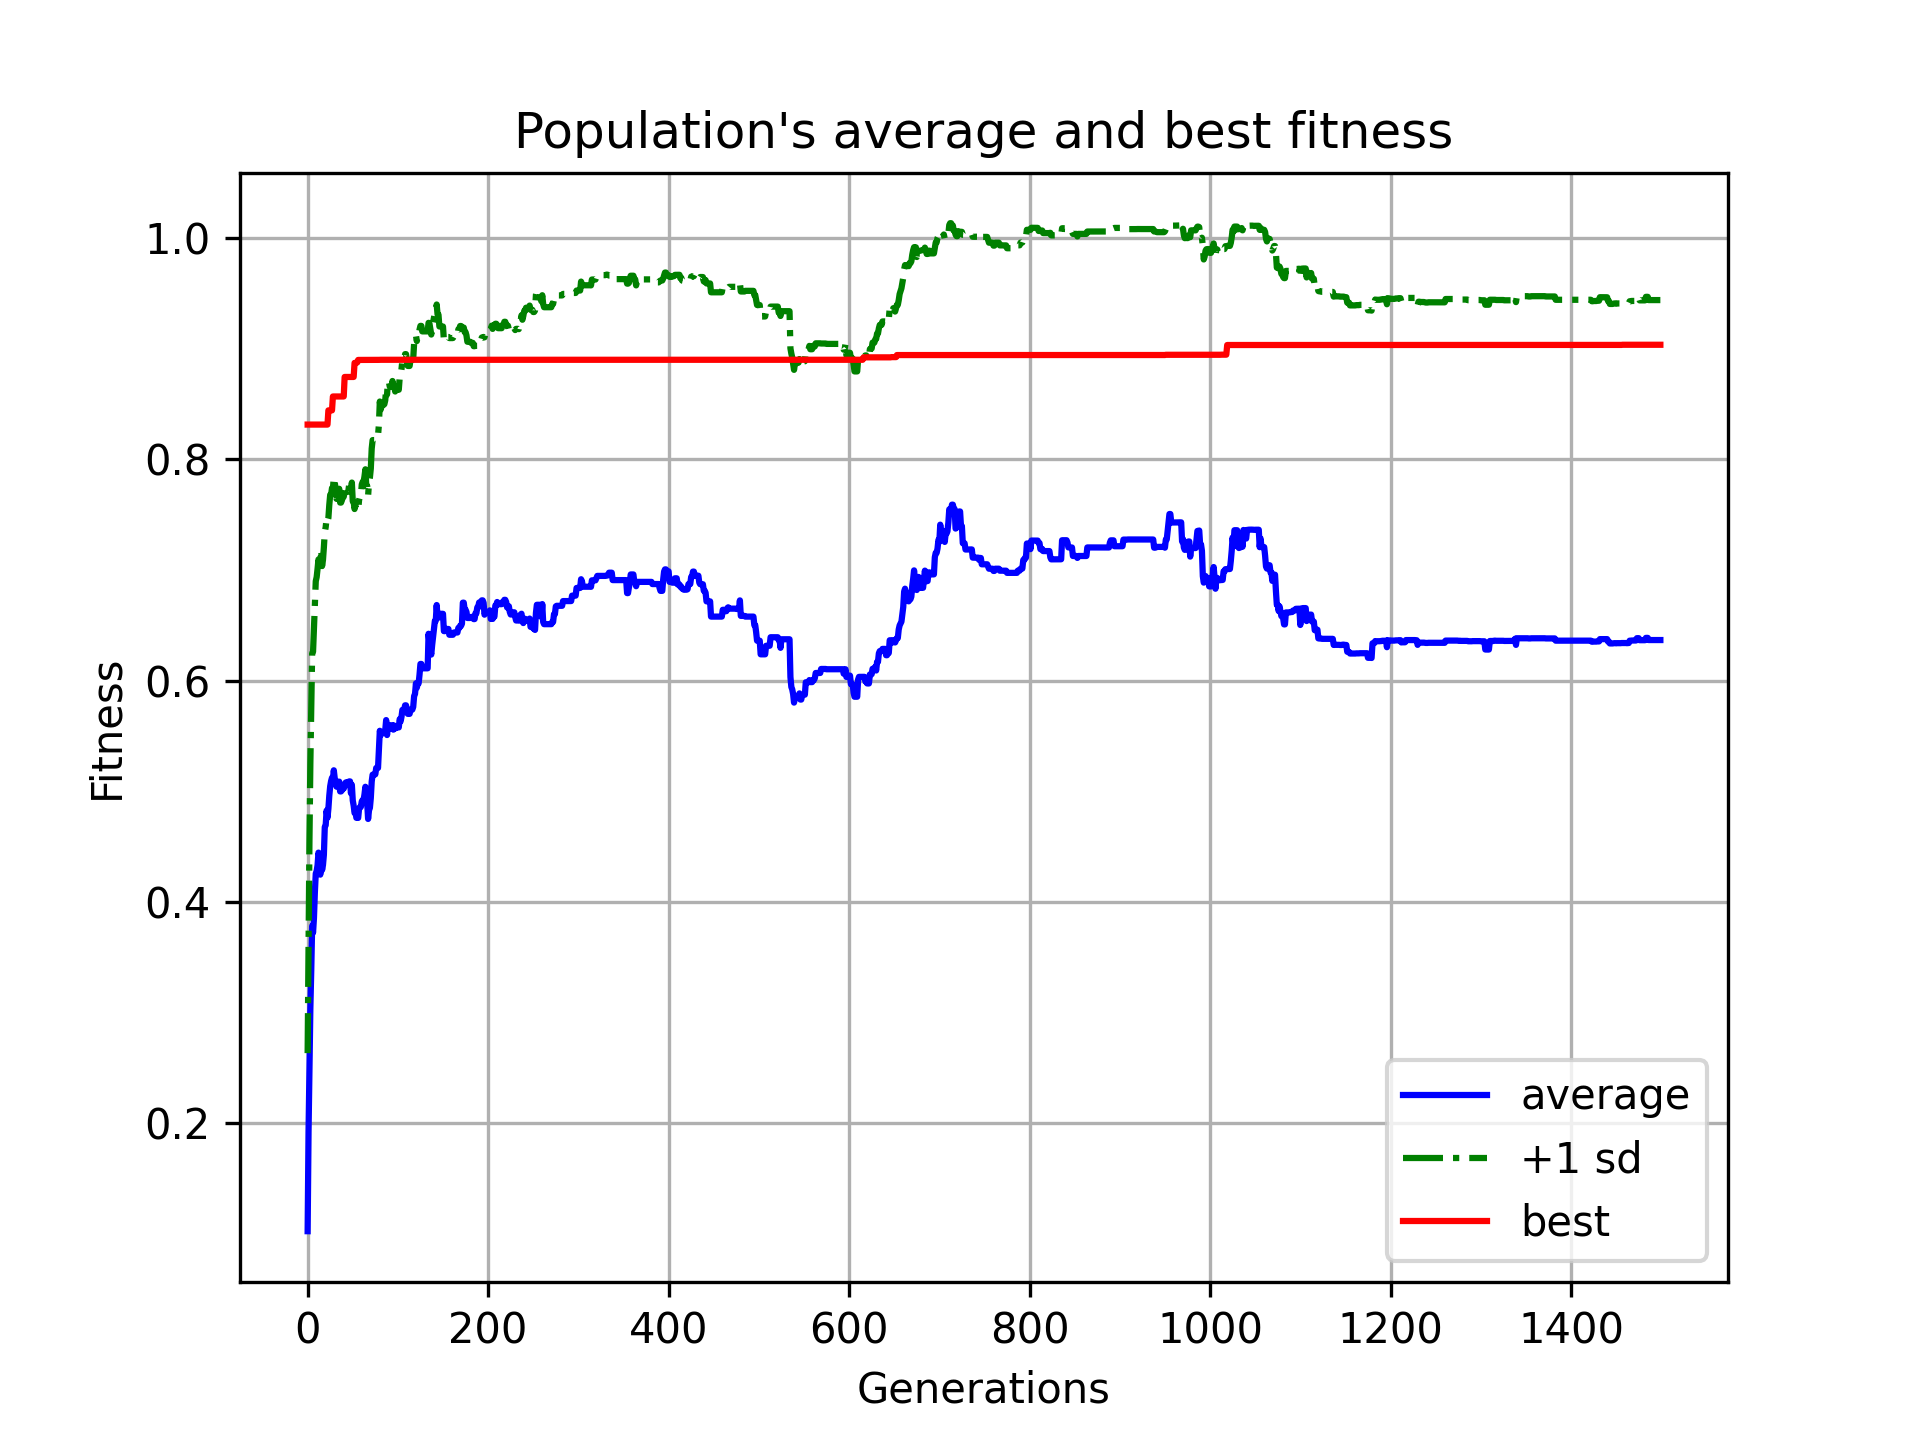 Population's average and best fitness
1.0
0.8
0.6
0.4
0.2
Fitness
0 200 400 600 800 1000 1200 1400
Generations
average
+1 sd
best